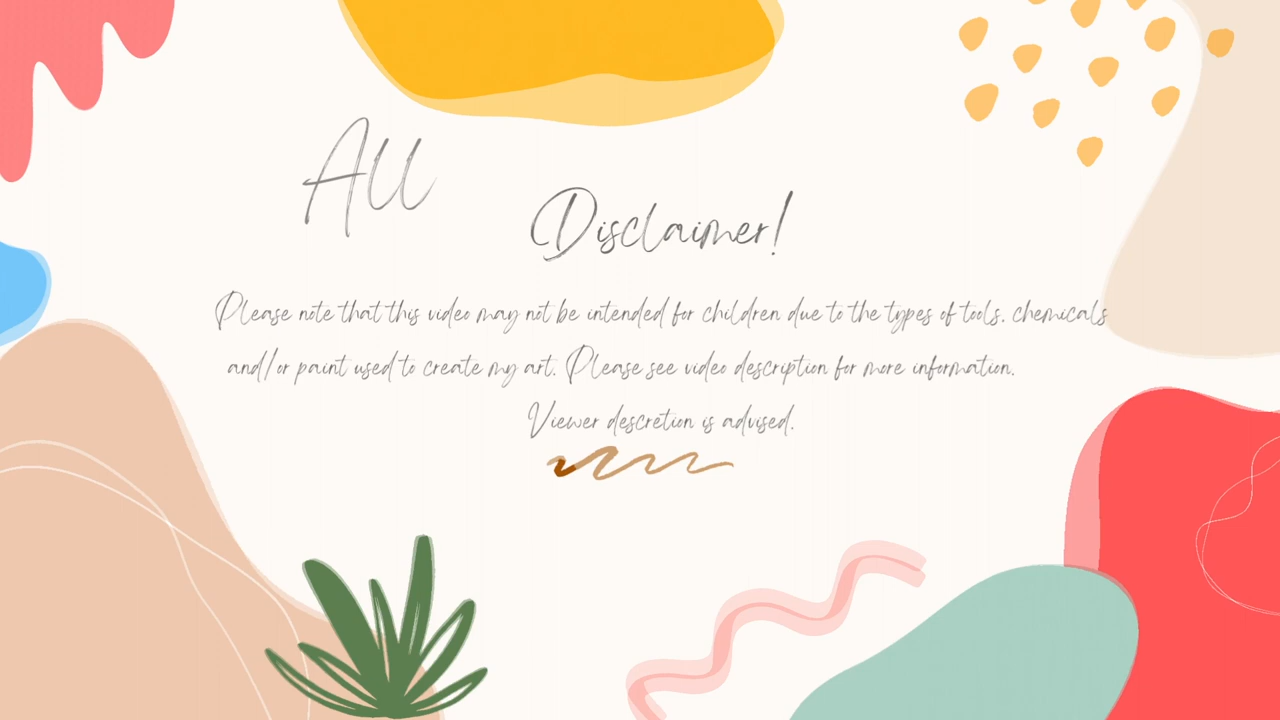 All
Disclaimer!
Please note that this video may not be intended for children due to the types of tools. chemicals
and/or paint used to create my art. Please see video description for more information.
Viewer descretion is advised.